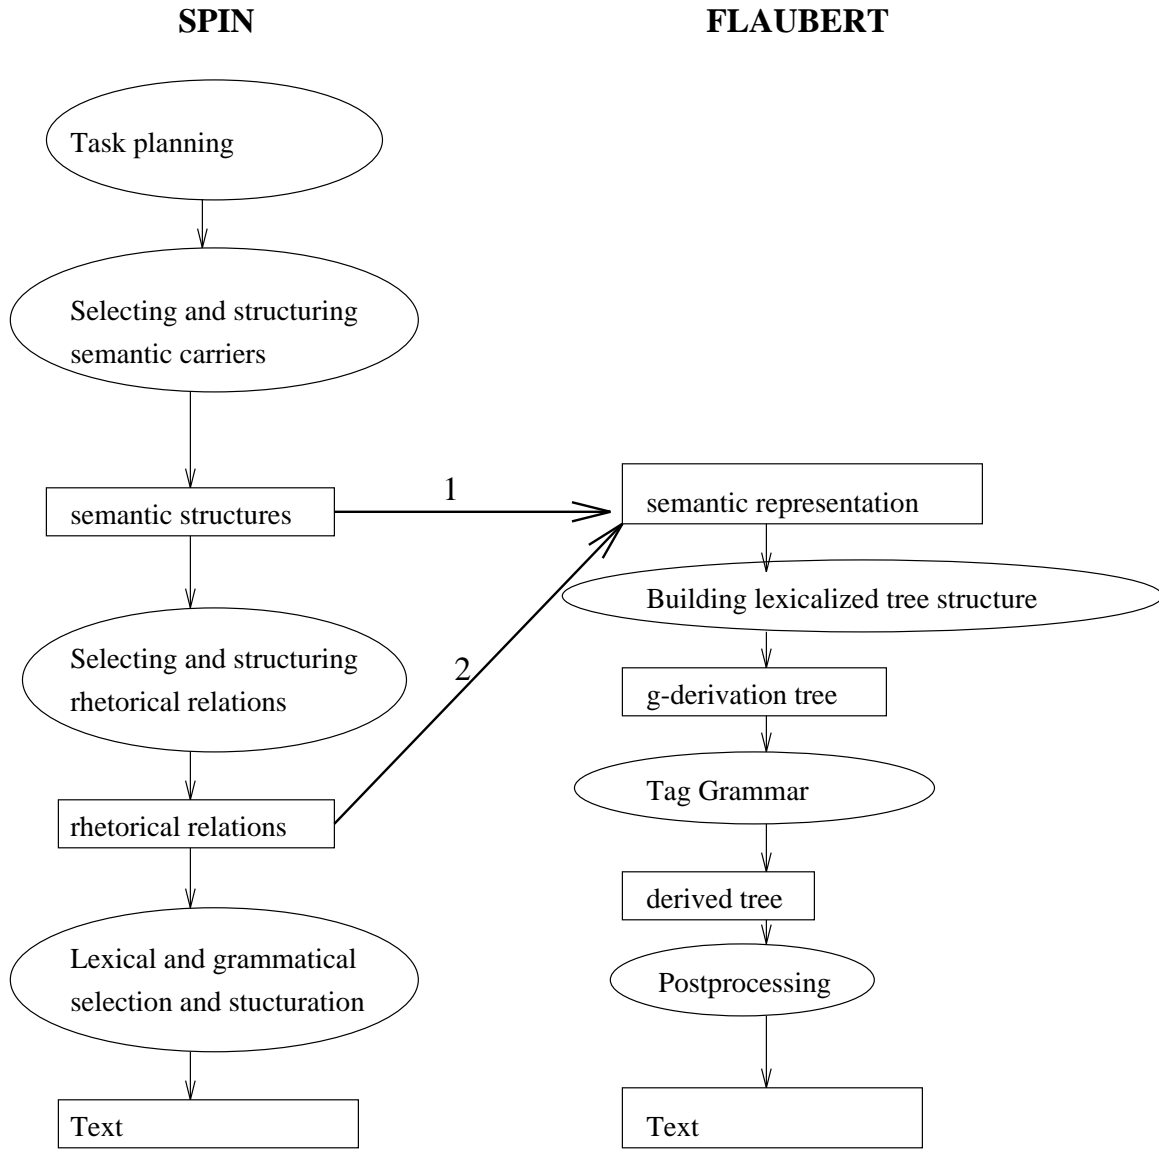 SPIN
FLAUBERT
Task planning
Selecting and structuring
semantic carriers
semantic structures
1
semantic representation
Building lexicalized tree structure
Selecting and structuring
rhetorical relations
2
g-derivation tree
Tag Grammar
rhetorical relations
derived tree
Lexical and grammatical
selection and stucturation
Postprocessing
Text
Text